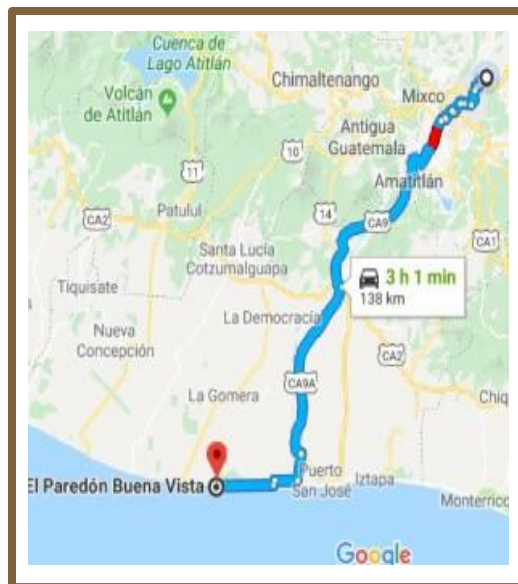 Cuenca de
Lago Atitlán
Chimaltenango
Mixco
Volcán
de Atitlán
Antigua
Guatemala
10
11
Amatitlán
CA2
Patulul
14
CA9
CA1
Santa Lucía
Cotzumalguapa
3 h 1 min
138 km
Tiquisate
La Democracia
Nueva
Concepción
CA2
CA9A
La Gomera
Chiq
El Paredón Buena Vista
Puerto
San José
Iztapa
Monterrico
Google